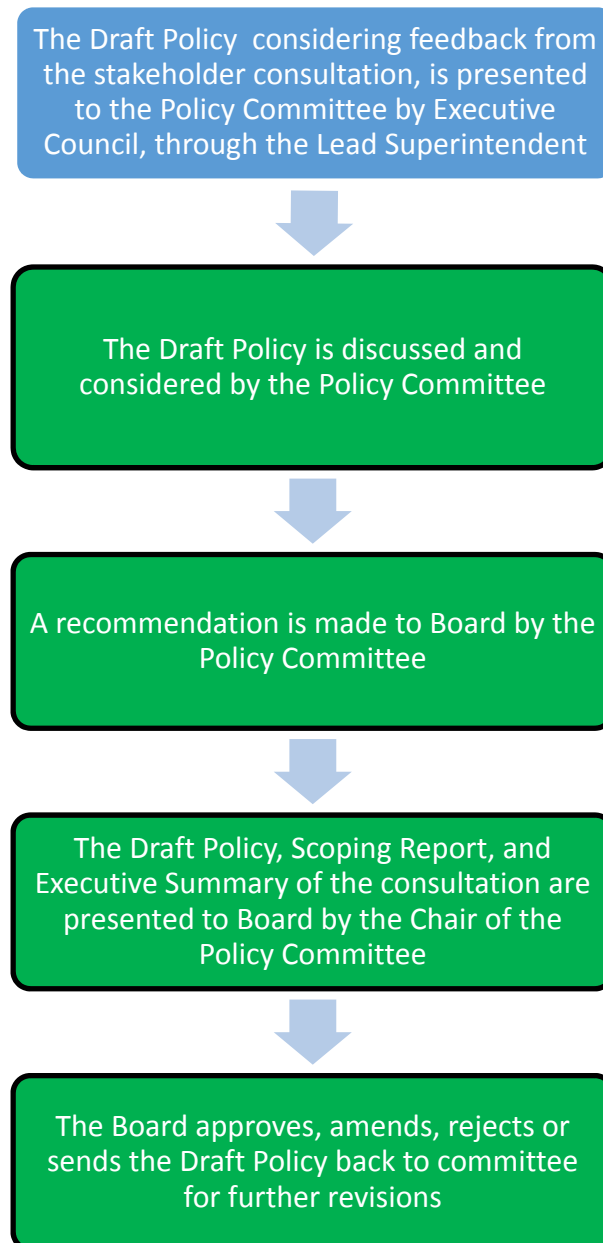 The Draft Policy  considering feedback from
the stakeholder consultation, is presented
to the Policy Committee by Executive
Council, through the Lead Superintendent
The Draft Policy is discussed and
considered by the Policy Committee
A recommendation is made to Board by the
Policy Committee
The Draft Policy, Scoping Report, and
Executive Summary of the consultation are
presented to Board by the Chair of the
Policy Committee
The Board approves, amends, rejects or
sends the Draft Policy back to committee
for further revisions